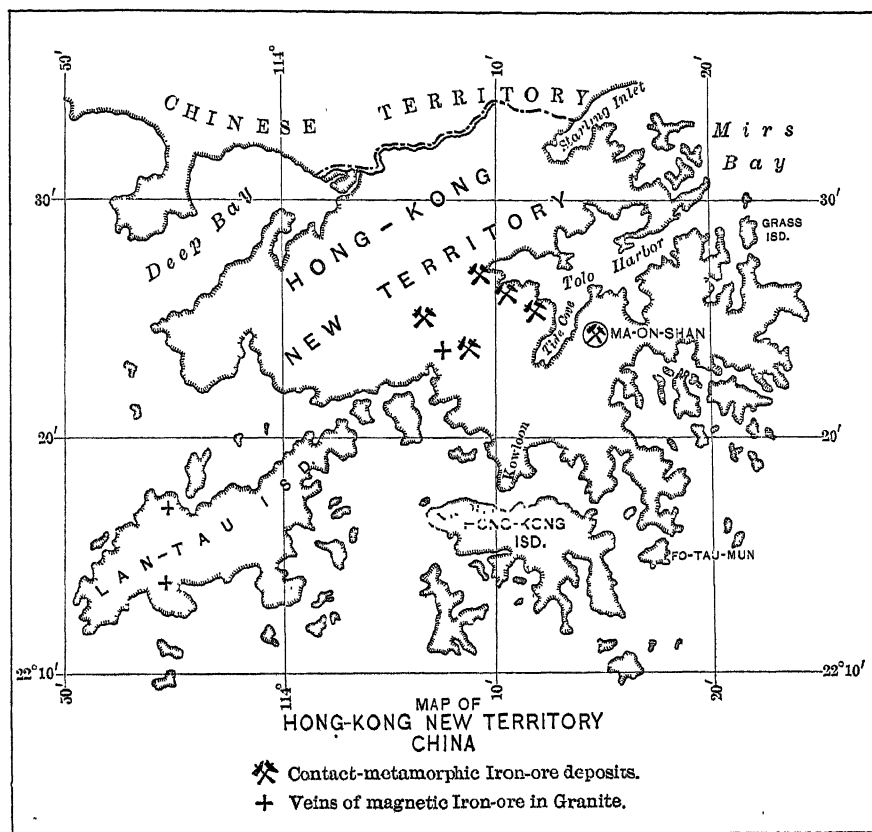 50′
114°
10′
20′
CHINESE TERRITORY
Starling Inlet
Mirs
Bay
30′
30′
Deep Bay
HONG-KONG
NEW TERRITORY
GRASS
ISD.
Tolo Harbor
Tide Cove
MA-ON-SHAN
20′
20′
Kowloon
LAN-TAU ISD.
HONG-KONG
ISD.
FO-TAU-MUN
22°10′
22°10′
50′
114°
10′
20′
MAP OF
HONG-KONG NEW TERRITORY
CHINA
Contact-metamorphic Iron-ore deposits.
Veins of magnetic Iron-ore in Granite.